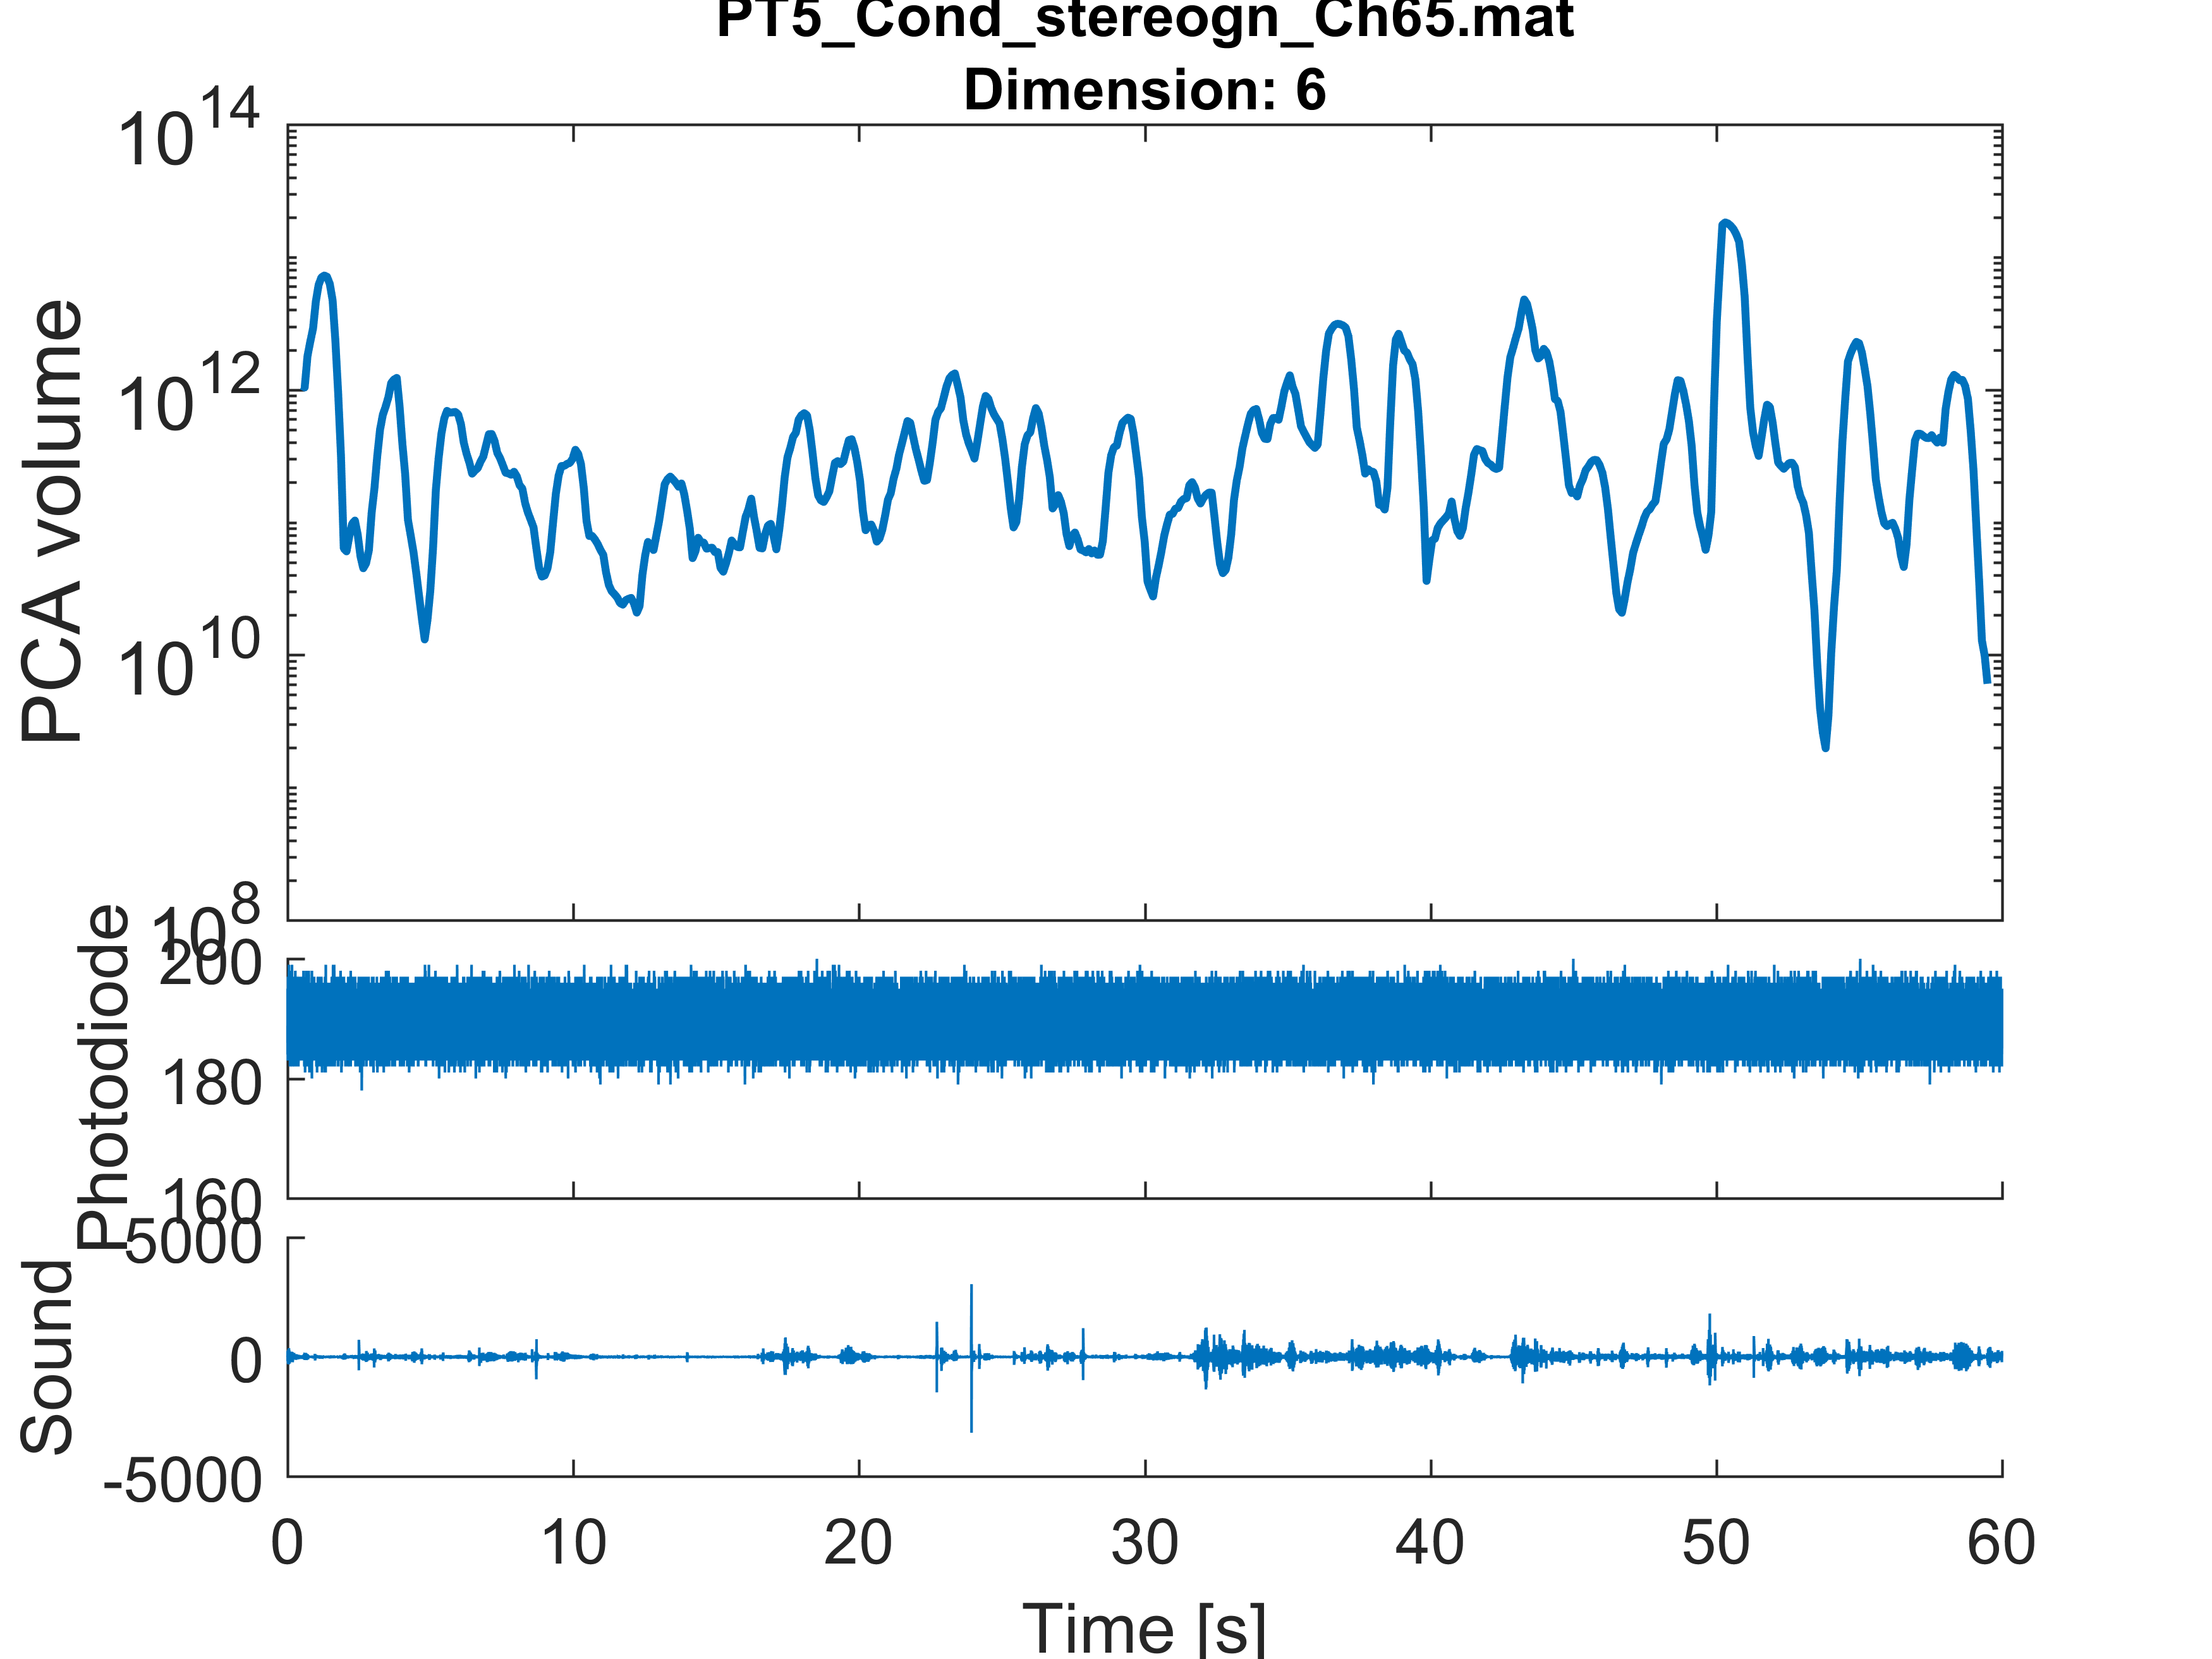 PT5_Cond_stereogn_Ch65.mat
Dimension: 6
PCA volume
10^14
10^12
10^10
10^8
Photodiode
200
180
160
Sound
5000
0
-5000
0 10 20 30 40 50 60
Time [s]